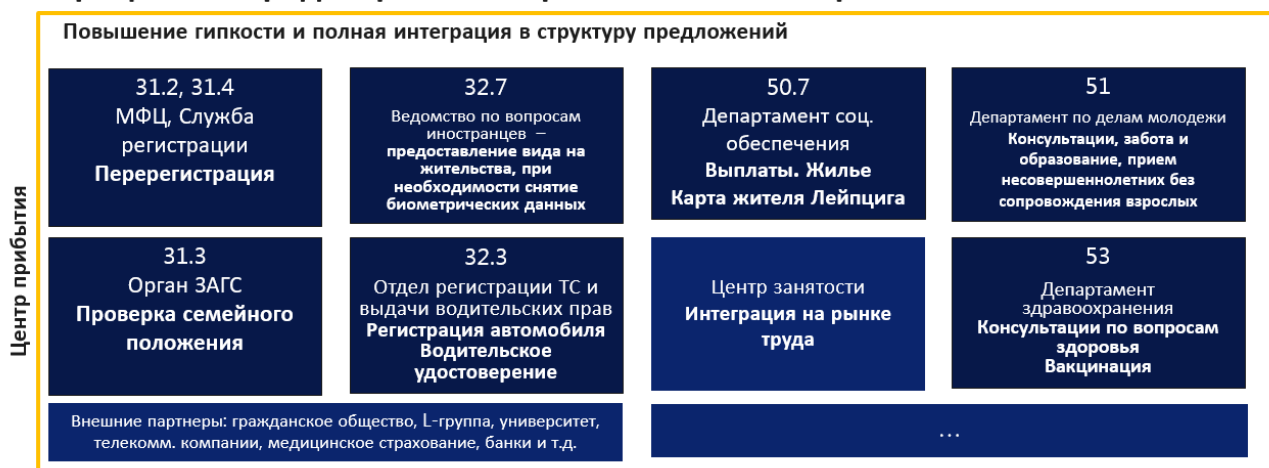 Повышение гипкости и полная интеграция в структуру предложений
Центр прибытия
31.2, 31.4
МФЦ, Служба
регистрации
Перерегистрация
32.7
Ведомство по вопросам
иностранцев –
предоставление вида на
жительства, при
необходимости снятие
биометрических данных
50.7
Департамент соц.
обеспечения
Выплаты. Жилье
Карта жителя Лейпцига
51
Департамент по делам молодежи
Консультации, забота и
образование, прием
несовершеннолетних без
сопровождения взрослых
31.3
Орган ЗАГС
Проверка семейного
положения
32.3
Отдел регистрации ТС и
выдачи водительских прав
Регистрация автомобиля
Водительское
удостоверение
Центр занятости
Интеграция на рынке
труда
53
Департамент
здравоохранения
Консультации по вопросам
здоровья
Вакцинация
Внешние партнеры: гражданское общество, L-группа, университет,
телекомм. компании, медицинское страхование, банки и т.д.
...